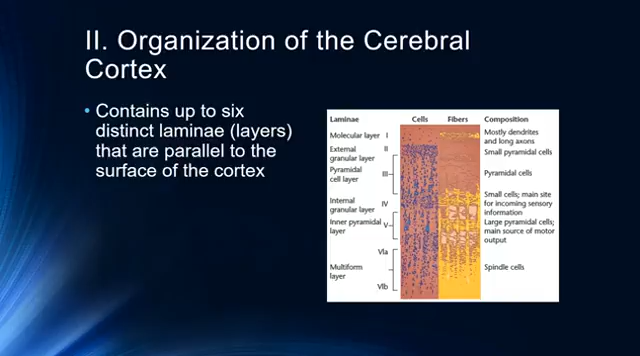 II. Organization of the Cerebral
Cortex
• Contains up to six
distinct laminae (layers)
that are parallel to the
surface of the cortex
Laminae Cells Fibers Composition
Molecular layer I
Mostly dendrites
and long axons
External
granular layer
II
Small pyramidal cells
Pyramidal
cell layer
III
Pyramidal cells
Internal
granular layer
IV
Small cells; main site
for incoming sensory
information
Inner pyramidal
layer
V
Large pyramidal cells;
main source of motor
output
Multiform
layer
VIa
VIb
Spindle cells